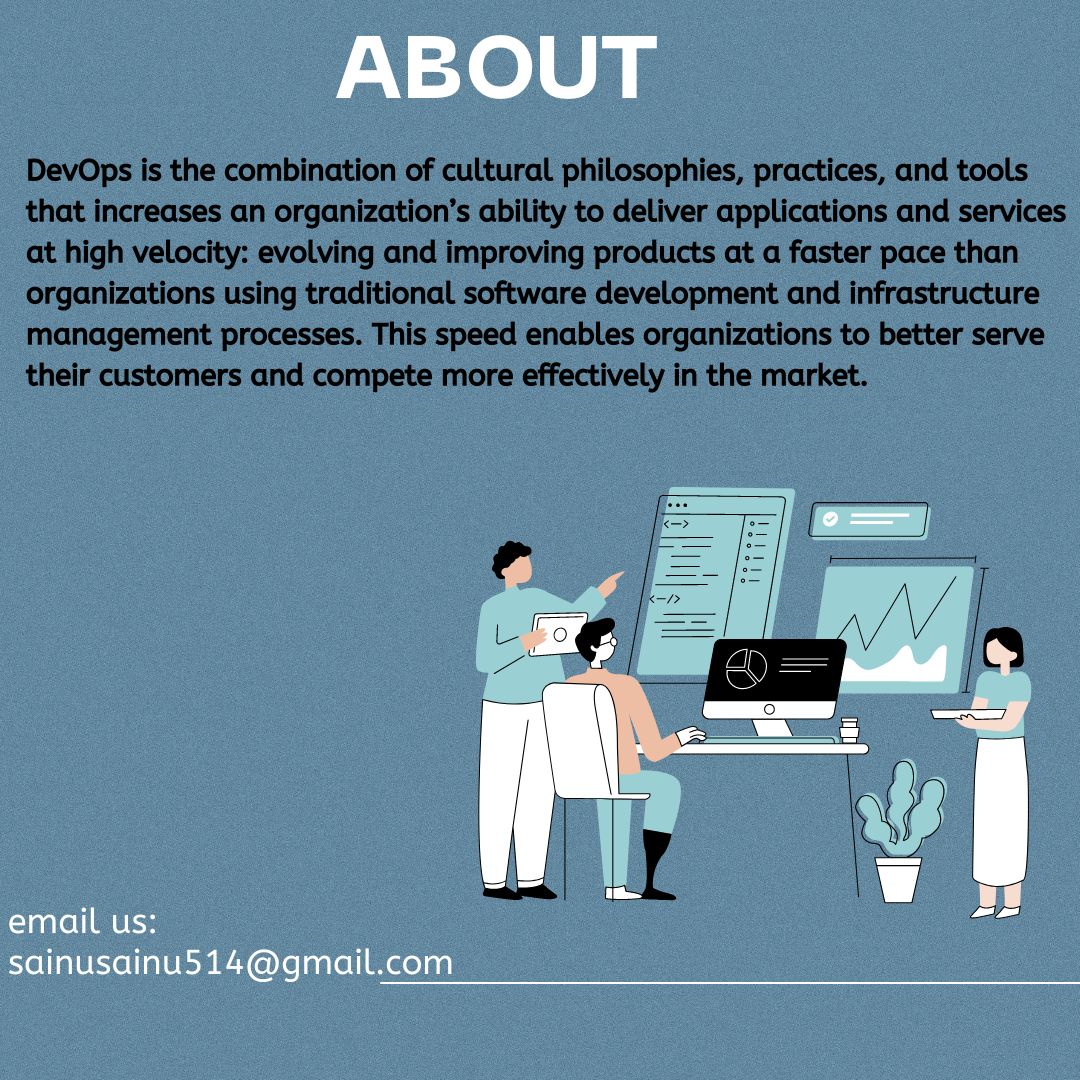 ABOUT
DevOps is the combination of cultural philosophies, practices, and tools
that increases an organization’s ability to deliver applications and services
at high velocity: evolving and improving products at a faster pace than
organizations using traditional software development and infrastructure
management processes. This speed enables organizations to better serve
their customers and compete more effectively in the market.
email us:
sainusainu514@gmail.com